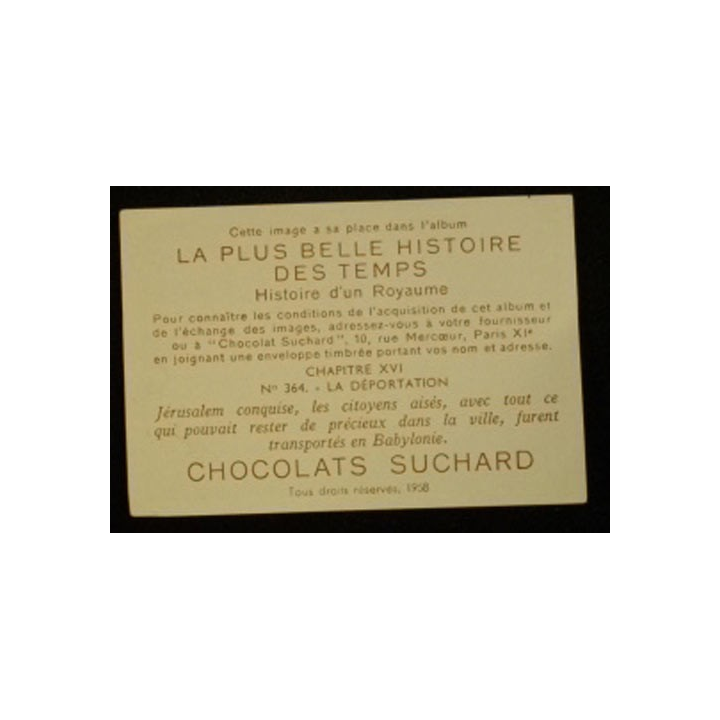 Cette image a sa place dans l'album
LA PLUS BELLE HISTOIRE
DES TEMPS
Histoire d'un Royaume
Pour connaître les conditions de l'acquisition de cet album et
de l'échange des images, adressez-vous à votre fournisseur
ou à "Chocolat Suchard", 10, rue Mercœur, Paris XIe
en joignant une enveloppe timbrée portant vos nom et adresse.
CHAPITRE XVI
No 364. - LA DÉPORTATION
Jérusalem conquise, les citoyens aisés, avec tout ce
qui pouvait rester de précieux dans la ville, furent
transportés en Babylonie.
CHOCOLATS SUCHARD
Tous droits réservés, 1958